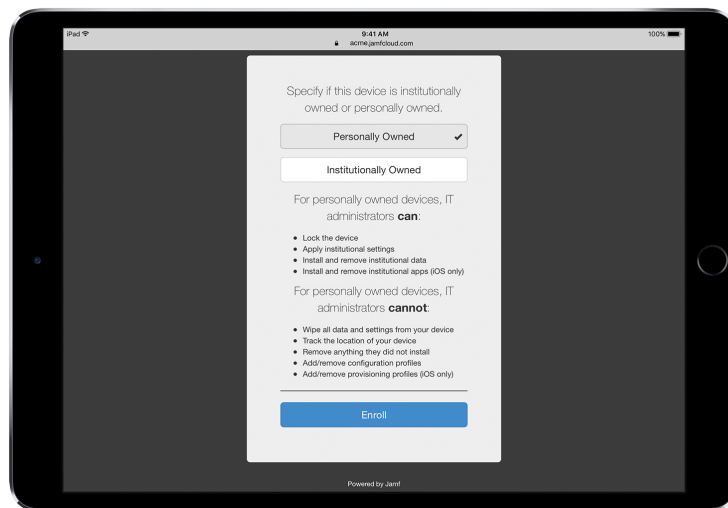 iPad
9:41 AM
100%
acme.jamfcloud.com
Specify if this device is institutionally
owned or personally owned.
Personally Owned
Institutionally Owned
For personally owned devices, IT
administrators can:
• Lock the device
• Apply institutional settings
• Install and remove institutional data
• Install and remove institutional apps (iOS only)
For personally owned devices, IT
administrators cannot:
• Wipe all data and settings from your device
• Track the location of your device
• Remove anything they did not install
• Add/remove configuration profiles
• Add/remove provisioning profiles (iOS only)
Enroll
Powered by Jamf